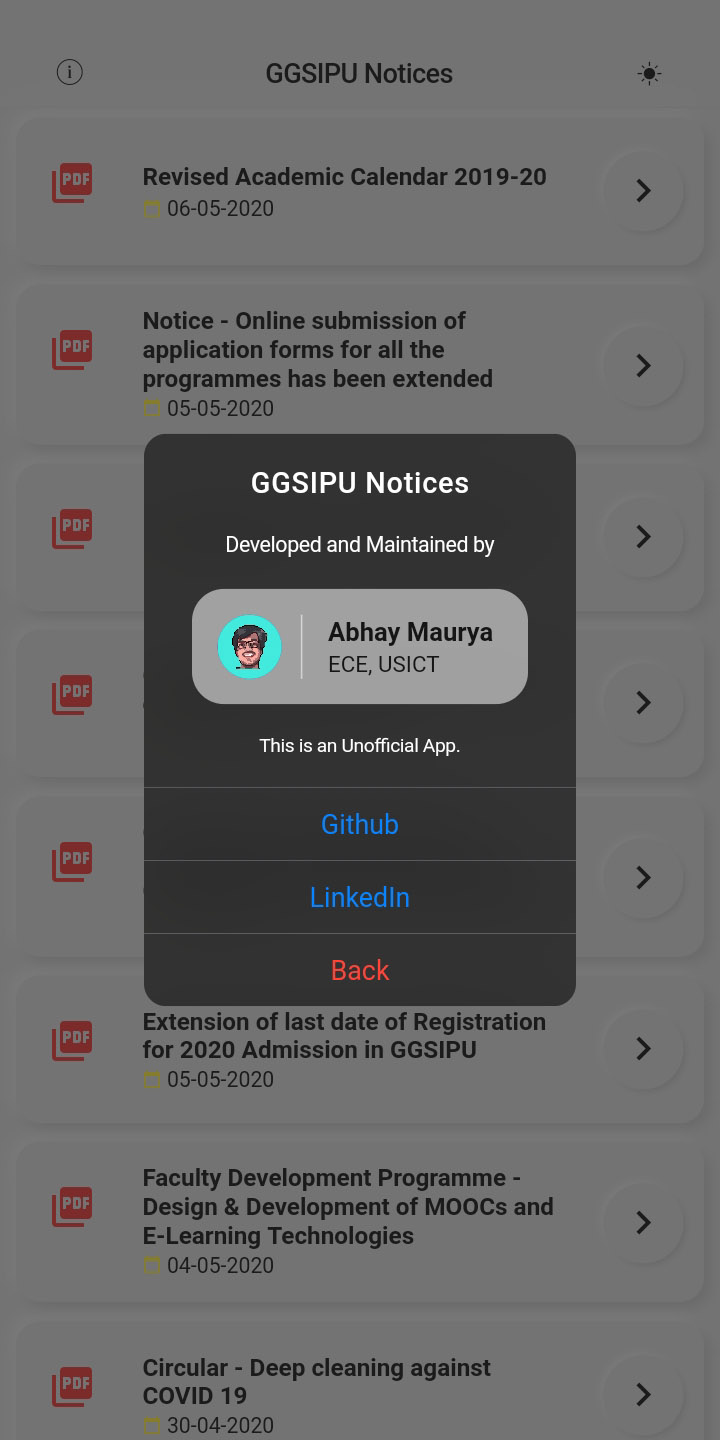 GGSIPU Notices
PDF
Revised Academic Calendar 2019-20
06-05-2020
PDF
Notice - Online submission of
application forms for all the
programmes has been extended
05-05-2020
PDF
PDF
PDF
GGSIPU Notices
Developed and Maintained by
Abhay Maurya
ECE, USICT
This is an Unofficial App.
Github
LinkedIn
Back
PDF
Extension of last date of Registration
for 2020 Admission in GGSIPU
05-05-2020
PDF
Faculty Development Programme -
Design & Development of MOOCs and
E-Learning Technologies
04-05-2020
PDF
Circular - Deep cleaning against
COVID 19
30-04-2020